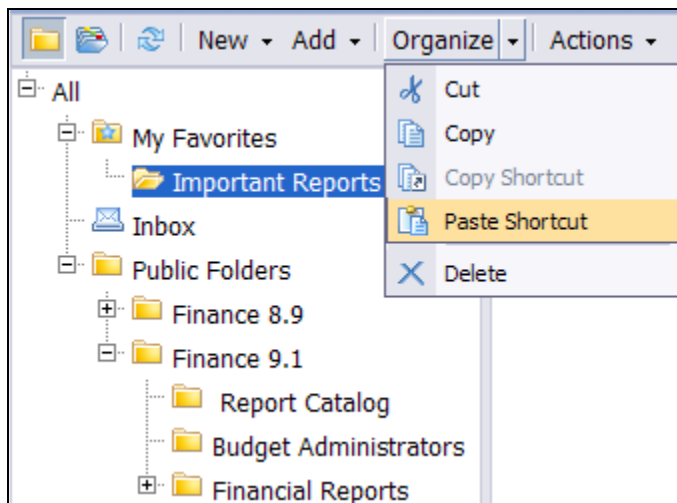 New Add Organize Actions
All
My Favorites
Important Reports
Inbox
Public Folders
Finance 8.9
Finance 9.1
Report Catalog
Budget Administrators
Financial Reports
Cut
Copy
Copy Shortcut
Paste Shortcut
Delete